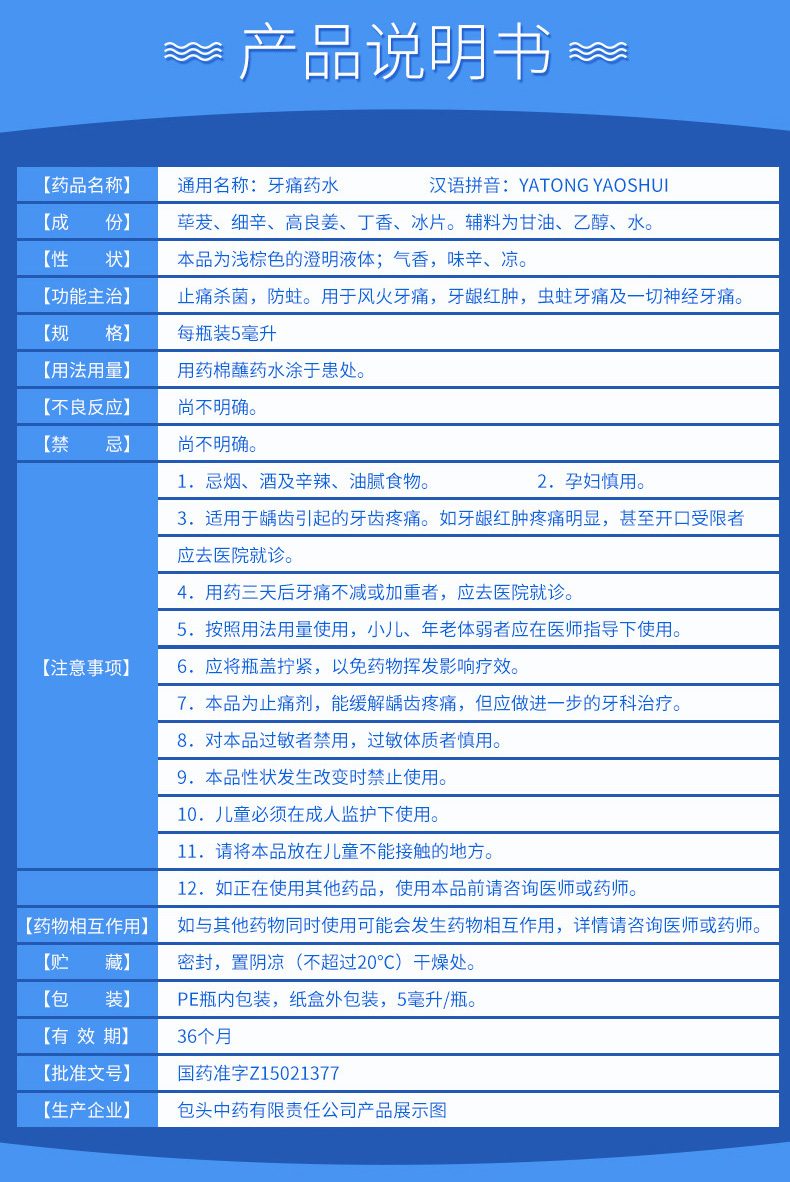 产品说明书
【药品名称】 通用名称：牙痛药水 汉语拼音：YATONG YAOSHUI
【成 份】 荜茇、细辛、高良姜、丁香、冰片。辅料为甘油、乙醇、水。
【性 状】 本品为浅棕色的澄明液体；气香，味辛、凉。
【功能主治】 止痛杀菌，防蛀。用于风火牙痛，牙龈红肿，虫蛀牙痛及一切神经牙痛。
【规 格】 每瓶装5毫升
【用法用量】 用药棉蘸药水涂于患处。
【不良反应】 尚不明确。
【禁 忌】 尚不明确。
【注意事项】 1．忌烟、酒及辛辣、油腻食物。 2．孕妇慎用。
3．适用于龋齿引起的牙齿疼痛。如牙龈红肿疼痛明显，甚至开口受限者
应去医院就诊。
4．用药三天后牙痛不减或加重者，应去医院就诊。
5．按照用法用量使用，小儿、年老体弱者应在医师指导下使用。
6．应将瓶盖拧紧，以免药物挥发影响疗效。
7．本品为止痛剂，能缓解龋齿疼痛，但应做进一步的牙科治疗。
8．对本品过敏者禁用，过敏体质者慎用。
9．本品性状发生改变时禁止使用。
10．儿童必须在成人监护下使用。
11．请将本品放在儿童不能接触的地方。
12．如正在使用其他药品，使用本品前请咨询医师或药师。
【药物相互作用】 如与其他药物同时使用可能会发生药物相互作用，详情请咨询医师或药师。
【贮 藏】 密封，置阴凉（不超过20℃）干燥处。
【包 装】 PE瓶内包装，纸盒外包装，5毫升/瓶。
【有 效 期】 36个月
【批准文号】 国药准字Z15021377
【生产企业】 包头中药有限责任公司产品展示图